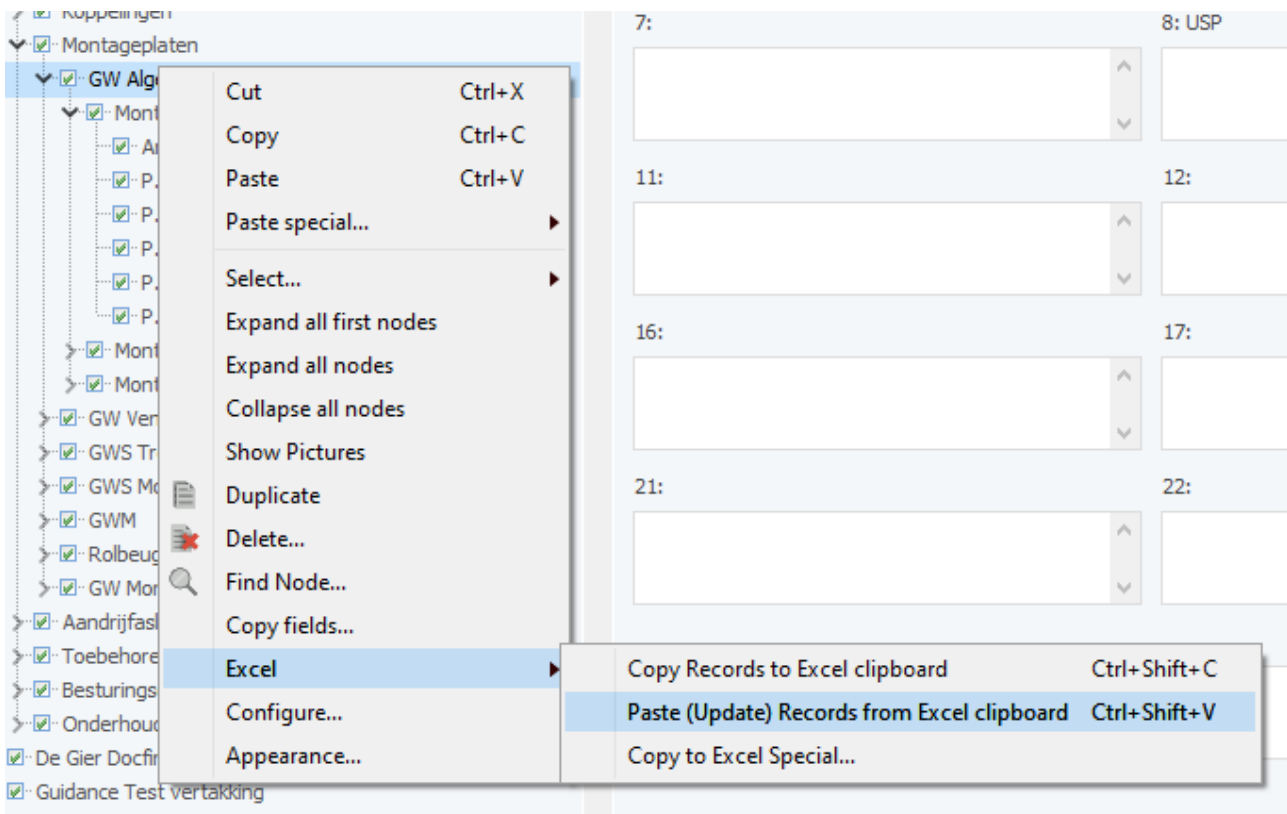 Koppelingen
Montageplaten
GW Alg
Mont
P.
P.
P.
P.
P.
Mont
Mont
GW Ven
GWS Tr
GWS Mo
GWM
Rolbeug
GW Mon
Aandrijfas
Toebehore
Besturings
Onderhoud
De Gier Docfin
Guidance Test vertakking
Cut Ctrl+X
Copy Ctrl+C
Paste Ctrl+V
Paste special...
Select...
Expand all first nodes
Expand all nodes
Collapse all nodes
Show Pictures
Duplicate
Delete...
Find Node...
Copy fields...
Excel
Configure...
Appearance...
Copy Records to Excel clipboard Ctrl+Shift+C
Paste (Update) Records from Excel clipboard Ctrl+Shift+V
Copy to Excel Special...
7: 8: USP
11: 12:
16: 17:
21: 22: